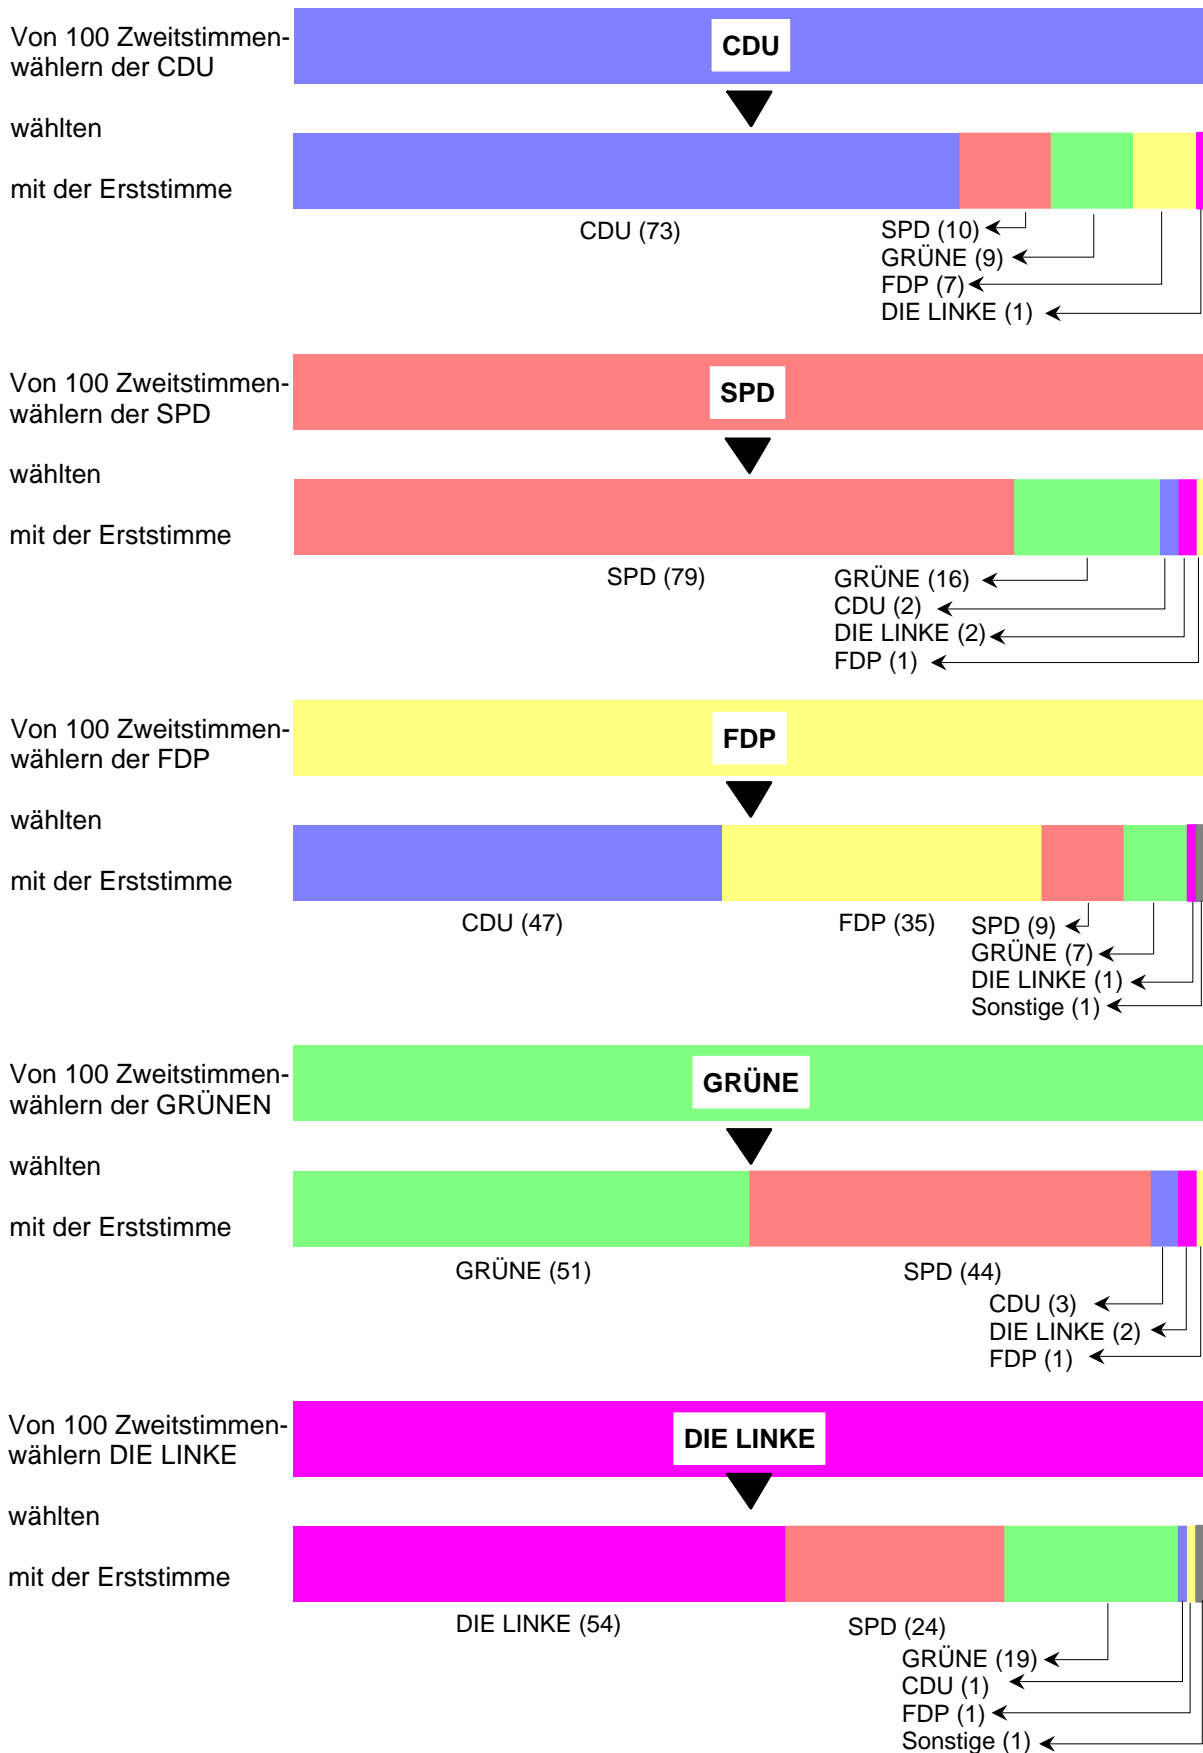 Von 100 Zweitstimmen-
wählern der CDU
CDU
wählten
mit der Erststimme
CDU (73)
SPD (10)
GRÜNE (9)
FDP (7)
DIE LINKE (1)
Von 100 Zweitstimmen-
wählern der SPD
SPD
wählten
mit der Erststimme
SPD (79)
GRÜNE (16)
CDU (2)
DIE LINKE (2)
FDP (1)
Von 100 Zweitstimmen-
wählern der FDP
FDP
wählten
mit der Erststimme
CDU (47)
FDP (35)
SPD (9)
GRÜNE (7)
DIE LINKE (1)
Sonstige (1)
Von 100 Zweitstimmen-
wählern der GRÜNEN
GRÜNE
wählten
mit der Erststimme
GRÜNE (51)
SPD (44)
CDU (3)
DIE LINKE (2)
FDP (1)
Von 100 Zweitstimmen-
wählern DIE LINKE
DIE LINKE
wählten
mit der Erststimme
DIE LINKE (54)
SPD (24)
GRÜNE (19)
CDU (1)
FDP (1)
Sonstige (1)